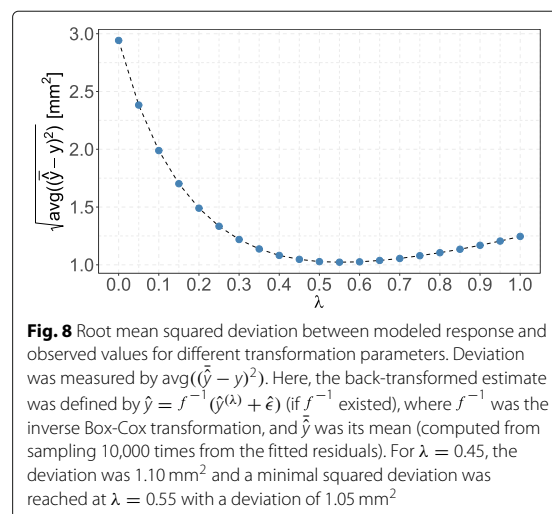 3.0
2.5
2.0
1.5
1.0
√avg((ŷ̄−y)²) [mm²]
0.0 0.1 0.2 0.3 0.4 0.5 0.6 0.7 0.8 0.9 1.0
λ
Fig. 8 Root mean squared deviation between modeled response and
observed values for different transformation parameters. Deviation
was measured by avg((ŷ̄ − y)²). Here, the back-transformed estimate
was defined by ŷ = f⁻¹(ŷ⁽λ⁾ + ϵ̂) (if f⁻¹ existed), where f⁻¹ was the
inverse Box-Cox transformation, and ŷ̄ was its mean (computed from
sampling 10,000 times from the fitted residuals). For λ = 0.45, the
deviation was 1.10 mm² and a minimal squared deviation was
reached at λ = 0.55 with a deviation of 1.05 mm²